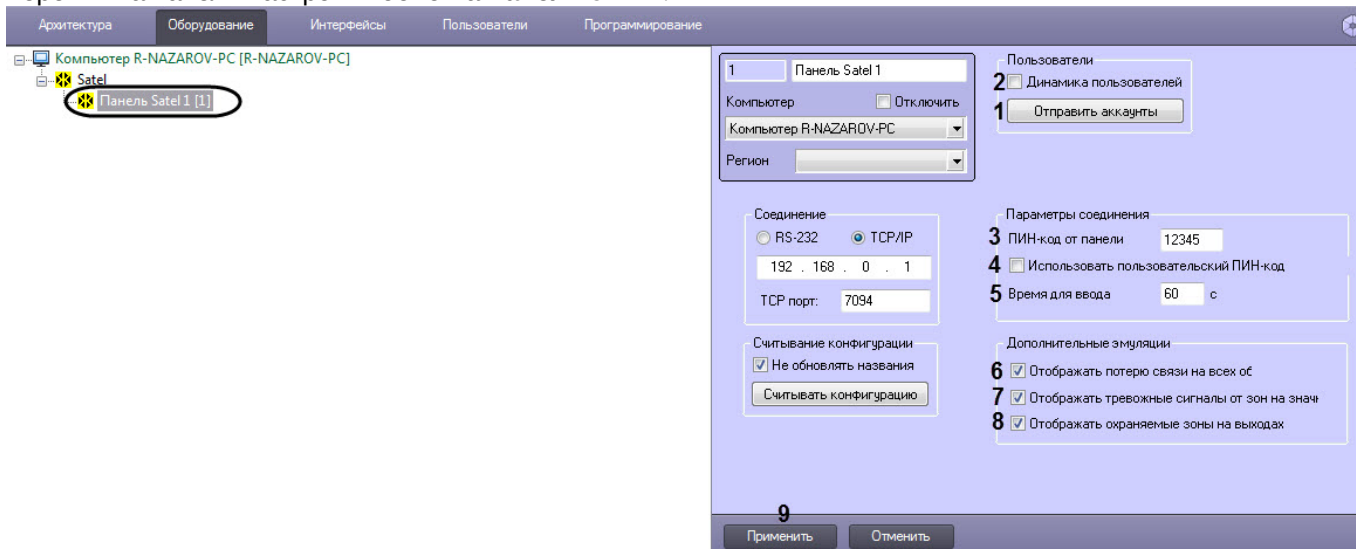 Архитектура Оборудование Интерфейсы Пользователи Программирование
Компьютер R-NAZAROV-PC [R-NAZAROV-PC]
Satel
Панель Satel 1 [1]
1 Панель Satel 1
Компьютер Отключить
Компьютер R-NAZAROV-PC
Регион
Пользователи
2 Динамика пользователей
1 Отправить аккаунты
Соединение
RS-232 TCP/IP
192 . 168 . 0 . 1
TCP порт: 7094
Параметры соединения
3 ПИН-код от панели 12345
4 Использовать пользовательский ПИН-код
5 Время для ввода 60 с
Считывание конфигурации
Не обновлять названия
Считывать конфигурацию
Дополнительные эмуляции
6 Отображать потерю связи на всех об
7 Отображать тревожные сигналы от зон на знач
8 Отображать охраняемые зоны на выходах
9
Применить Отменить